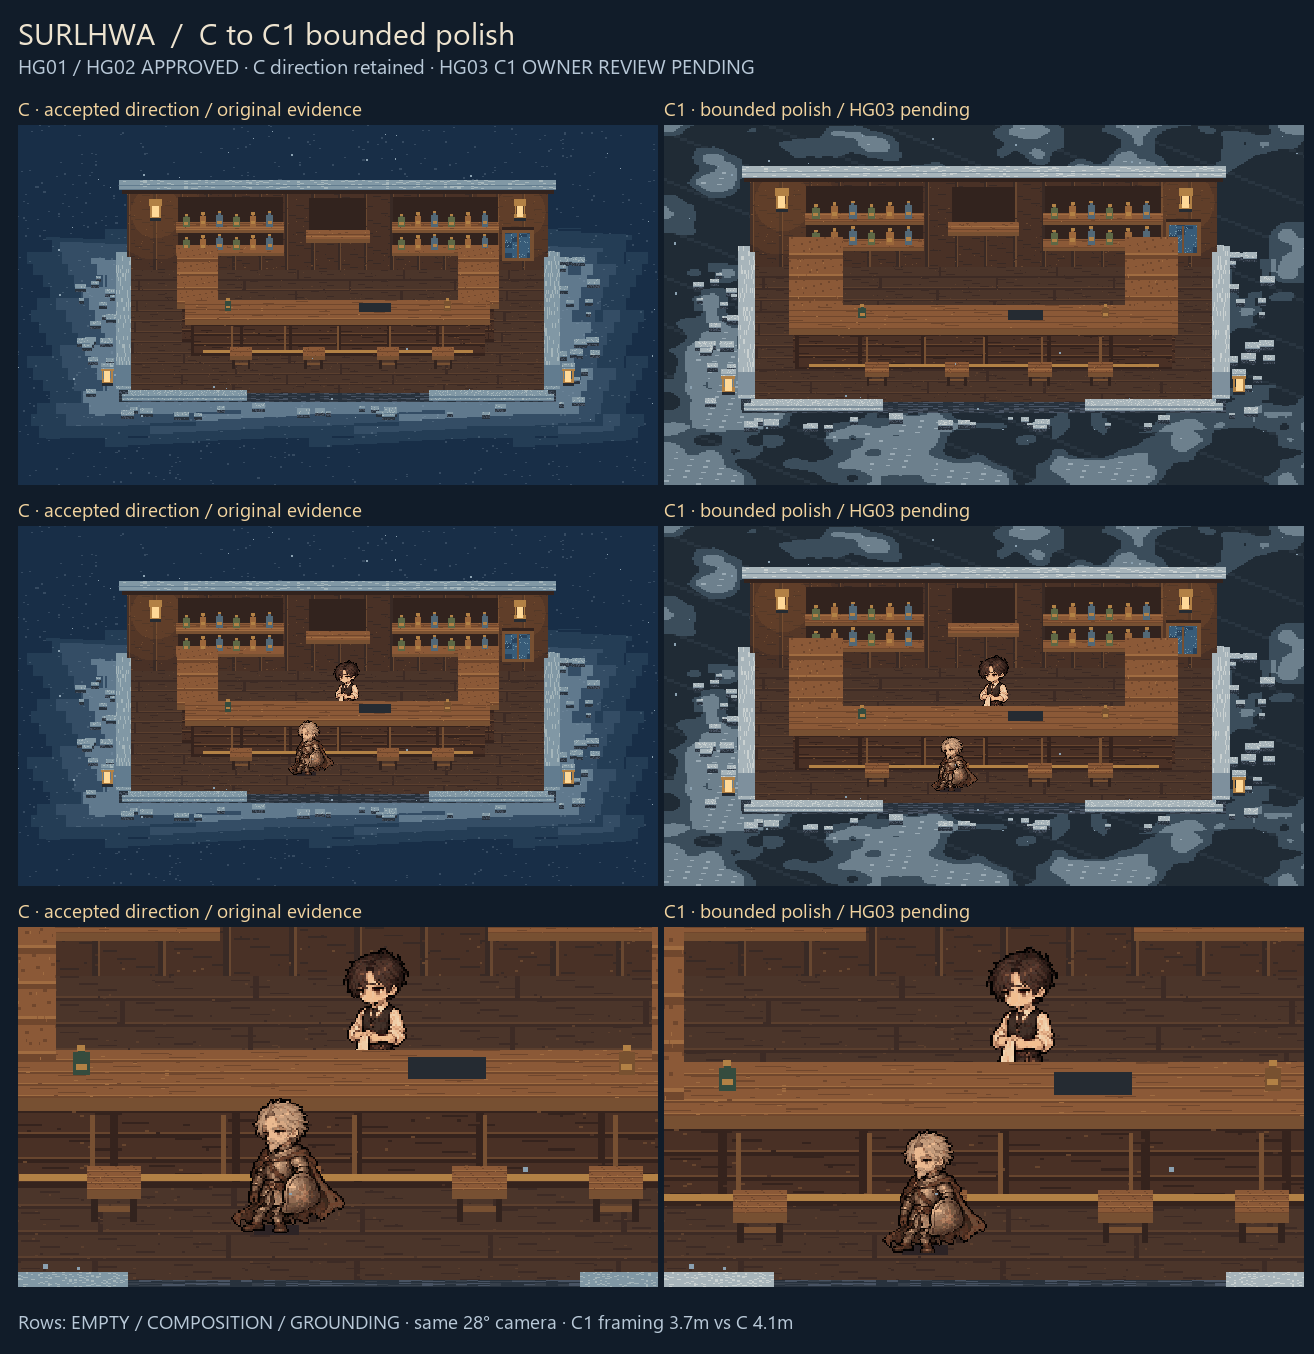 SURLHWA / C to C1 bounded polish
HG01 / HG02 APPROVED · C direction retained · HG03 C1 OWNER REVIEW PENDING
C · accepted direction / original evidence
C1 · bounded polish / HG03 pending
C · accepted direction / original evidence
C1 · bounded polish / HG03 pending
C · accepted direction / original evidence
C1 · bounded polish / HG03 pending
Rows: EMPTY / COMPOSITION / GROUNDING · same 28° camera · C1 framing 3.7m vs C 4.1m